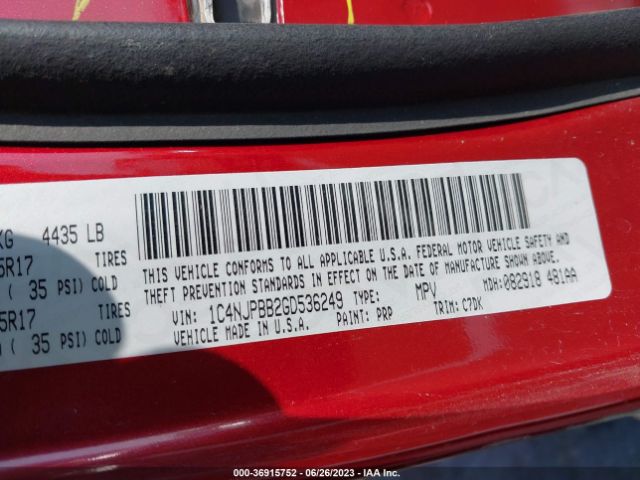 KG 4435 LB
5R17 TIRES
( 35 PSI) COLD
5R17 TIRES
( 35 PSI) COLD
THIS VEHICLE CONFORMS TO ALL APPLICABLE U.S.A. FEDERAL MOTOR VEHICLE SAFETY AND
THEFT PREVENTION STANDARDS IN EFFECT ON THE DATE OF MANUFACTURE SHOWN ABOVE.
VIN: 1C4NJPBB2GD536249 TYPE: MPV MDH: 082918 481AA
VEHICLE MADE IN U.S.A. PAINT: PRP TRIM: C7DK
000-36915752 - 06/26/2023 - IAA Inc.